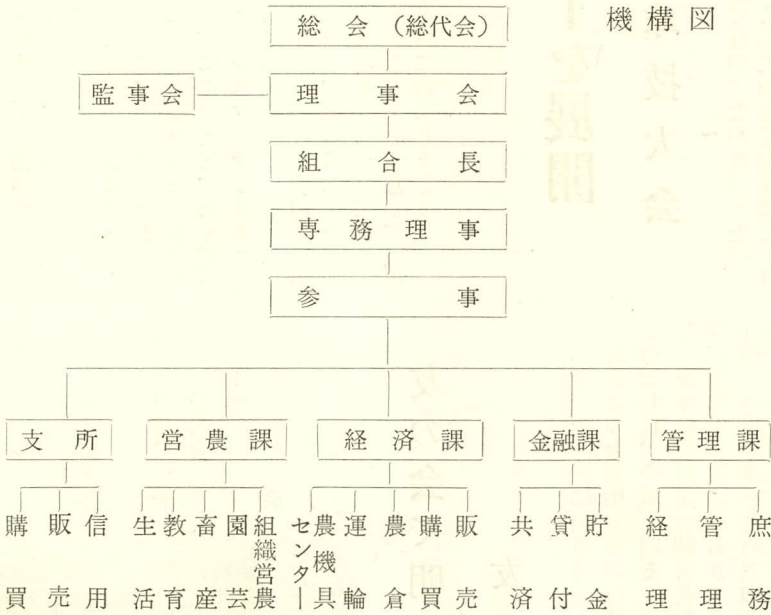 機構図
総会（総代会）
監事会
理事会
組合長
専務理事
参事
支所
営農課
経済課
金融課
管理課
購買
販売
信用
生活
教育
畜産
園芸
組織営農
農機具センター
運輪
農倉
購買
販売
共済
貸付
貯金
経理
管理
庶務